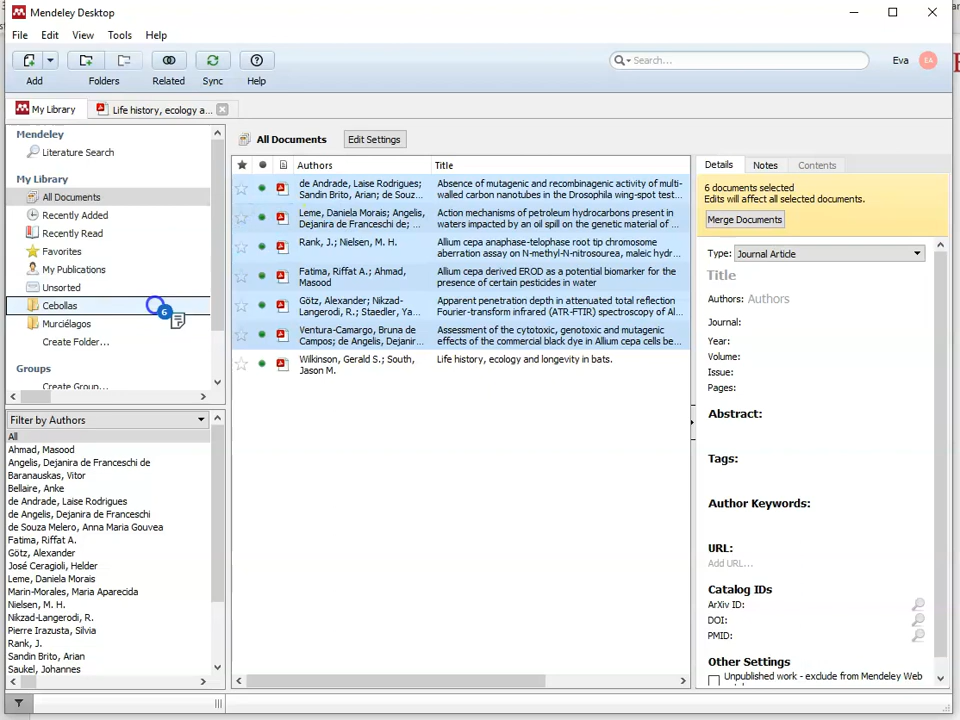 Mendeley Desktop
File Edit View Tools Help
Search...
Eva
EA
Add Folders Related Sync Help
My Library
Life history, ecology a...
Mendeley
Literature Search
My Library
All Documents
Recently Added
Recently Read
Favorites
My Publications
Unsorted
Cebollas
6
Murciélagos
Create Folder...
Groups
Create Group...
Filter by Authors
All
Ahmad, Masood
Angelis, Dejanira de Franceschi de
Baranauskas, Vitor
Bellaire, Anke
de Andrade, Laise Rodrigues
de Angelis, Dejanira de Franceschi
de Souza Melero, Anna Maria Gouvea
Fatima, Riffat A.
Götz, Alexander
José Ceragioli, Helder
Leme, Daniela Morais
Marin-Morales, Maria Aparecida
Nielsen, M. H.
Nikzad-Langerodi, R.
Pierre Irazusta, Silvia
Rank, J.
Sandin Brito, Arian
Saukel, Johannes
All Documents
Edit Settings
Authors Title
de Andrade, Laise Rodrigues;
Sandin Brito, Arian; de Souz...
Absence of mutagenic and recombinagenic activity of multi-
walled carbon nanotubes in the Drosophila wing-spot test...
Leme, Daniela Morais; Angelis,
Dejanira de Franceschi de; ...
Action mechanisms of petroleum hydrocarbons present in
waters impacted by an oil spill on the genetic material of ...
Rank, J.; Nielsen, M. H.
Allium cepa anaphase-telophase root tip chromosome
aberration assay on N-methyl-N-nitrosourea, maleic hydr...
Fatima, Riffat A.; Ahmad,
Masood
Allium cepa derived EROD as a potential biomarker for the
presence of certain pesticides in water
Götz, Alexander; Nikzad-
Langerodi, R.; Staedler, Ya...
Apparent penetration depth in attenuated total reflection
Fourier-transform infrared (ATR-FTIR) spectroscopy of Al...
Ventura-Camargo, Bruna de
Campos; de Angelis, Dejanir...
Assessment of the cytotoxic, genotoxic and mutagenic
effects of the commercial black dye in Allium cepa cells be...
Wilkinson, Gerald S.; South,
Jason M.
Life history, ecology and longevity in bats.
Details Notes Contents
6 documents selected
Edits will affect all selected documents.
Merge Documents
Type: Journal Article
Title
Authors: Authors
Journal:
Year:
Volume:
Issue:
Pages:
Abstract:
Tags:
Author Keywords:
URL:
Add URL...
Catalog IDs
ArXiv ID:
DOI:
PMID:
Other Settings
Unpublished work - exclude from Mendeley Web